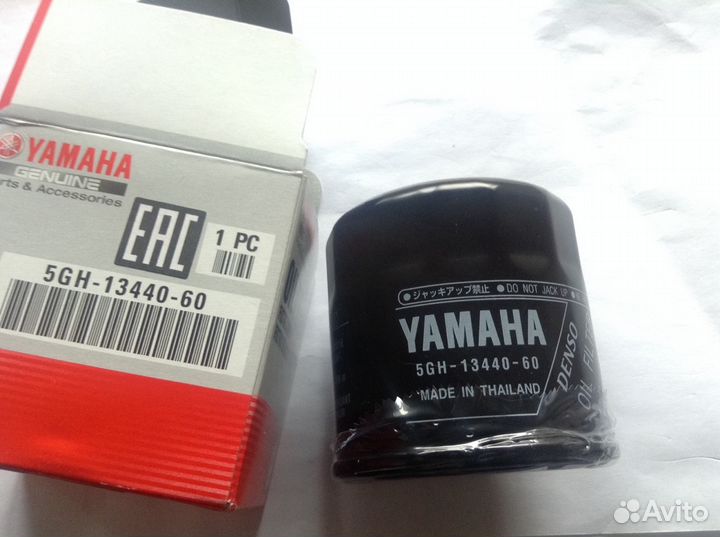 YAMAHA
GENUINE
Parts & Accessories
EAC
1 PC
5GH-13440-60
●ジャッキアップ禁止 ● DO NOT JACK UP ●
YAMAHA
5GH-13440-60
MADE IN THAILAND
DENSO
OIL
Avito